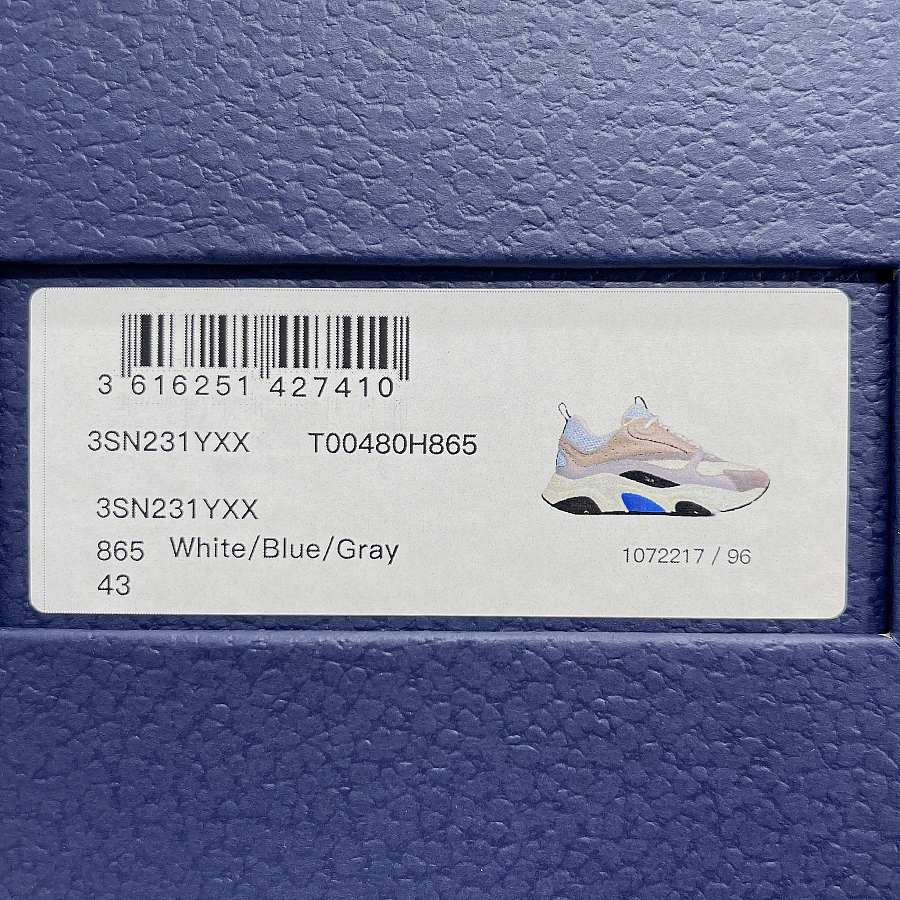 3 616251 427410
3SN231YXX T00480H865
3SN231YXX
865 White/Blue/Gray
43
1072217 / 96